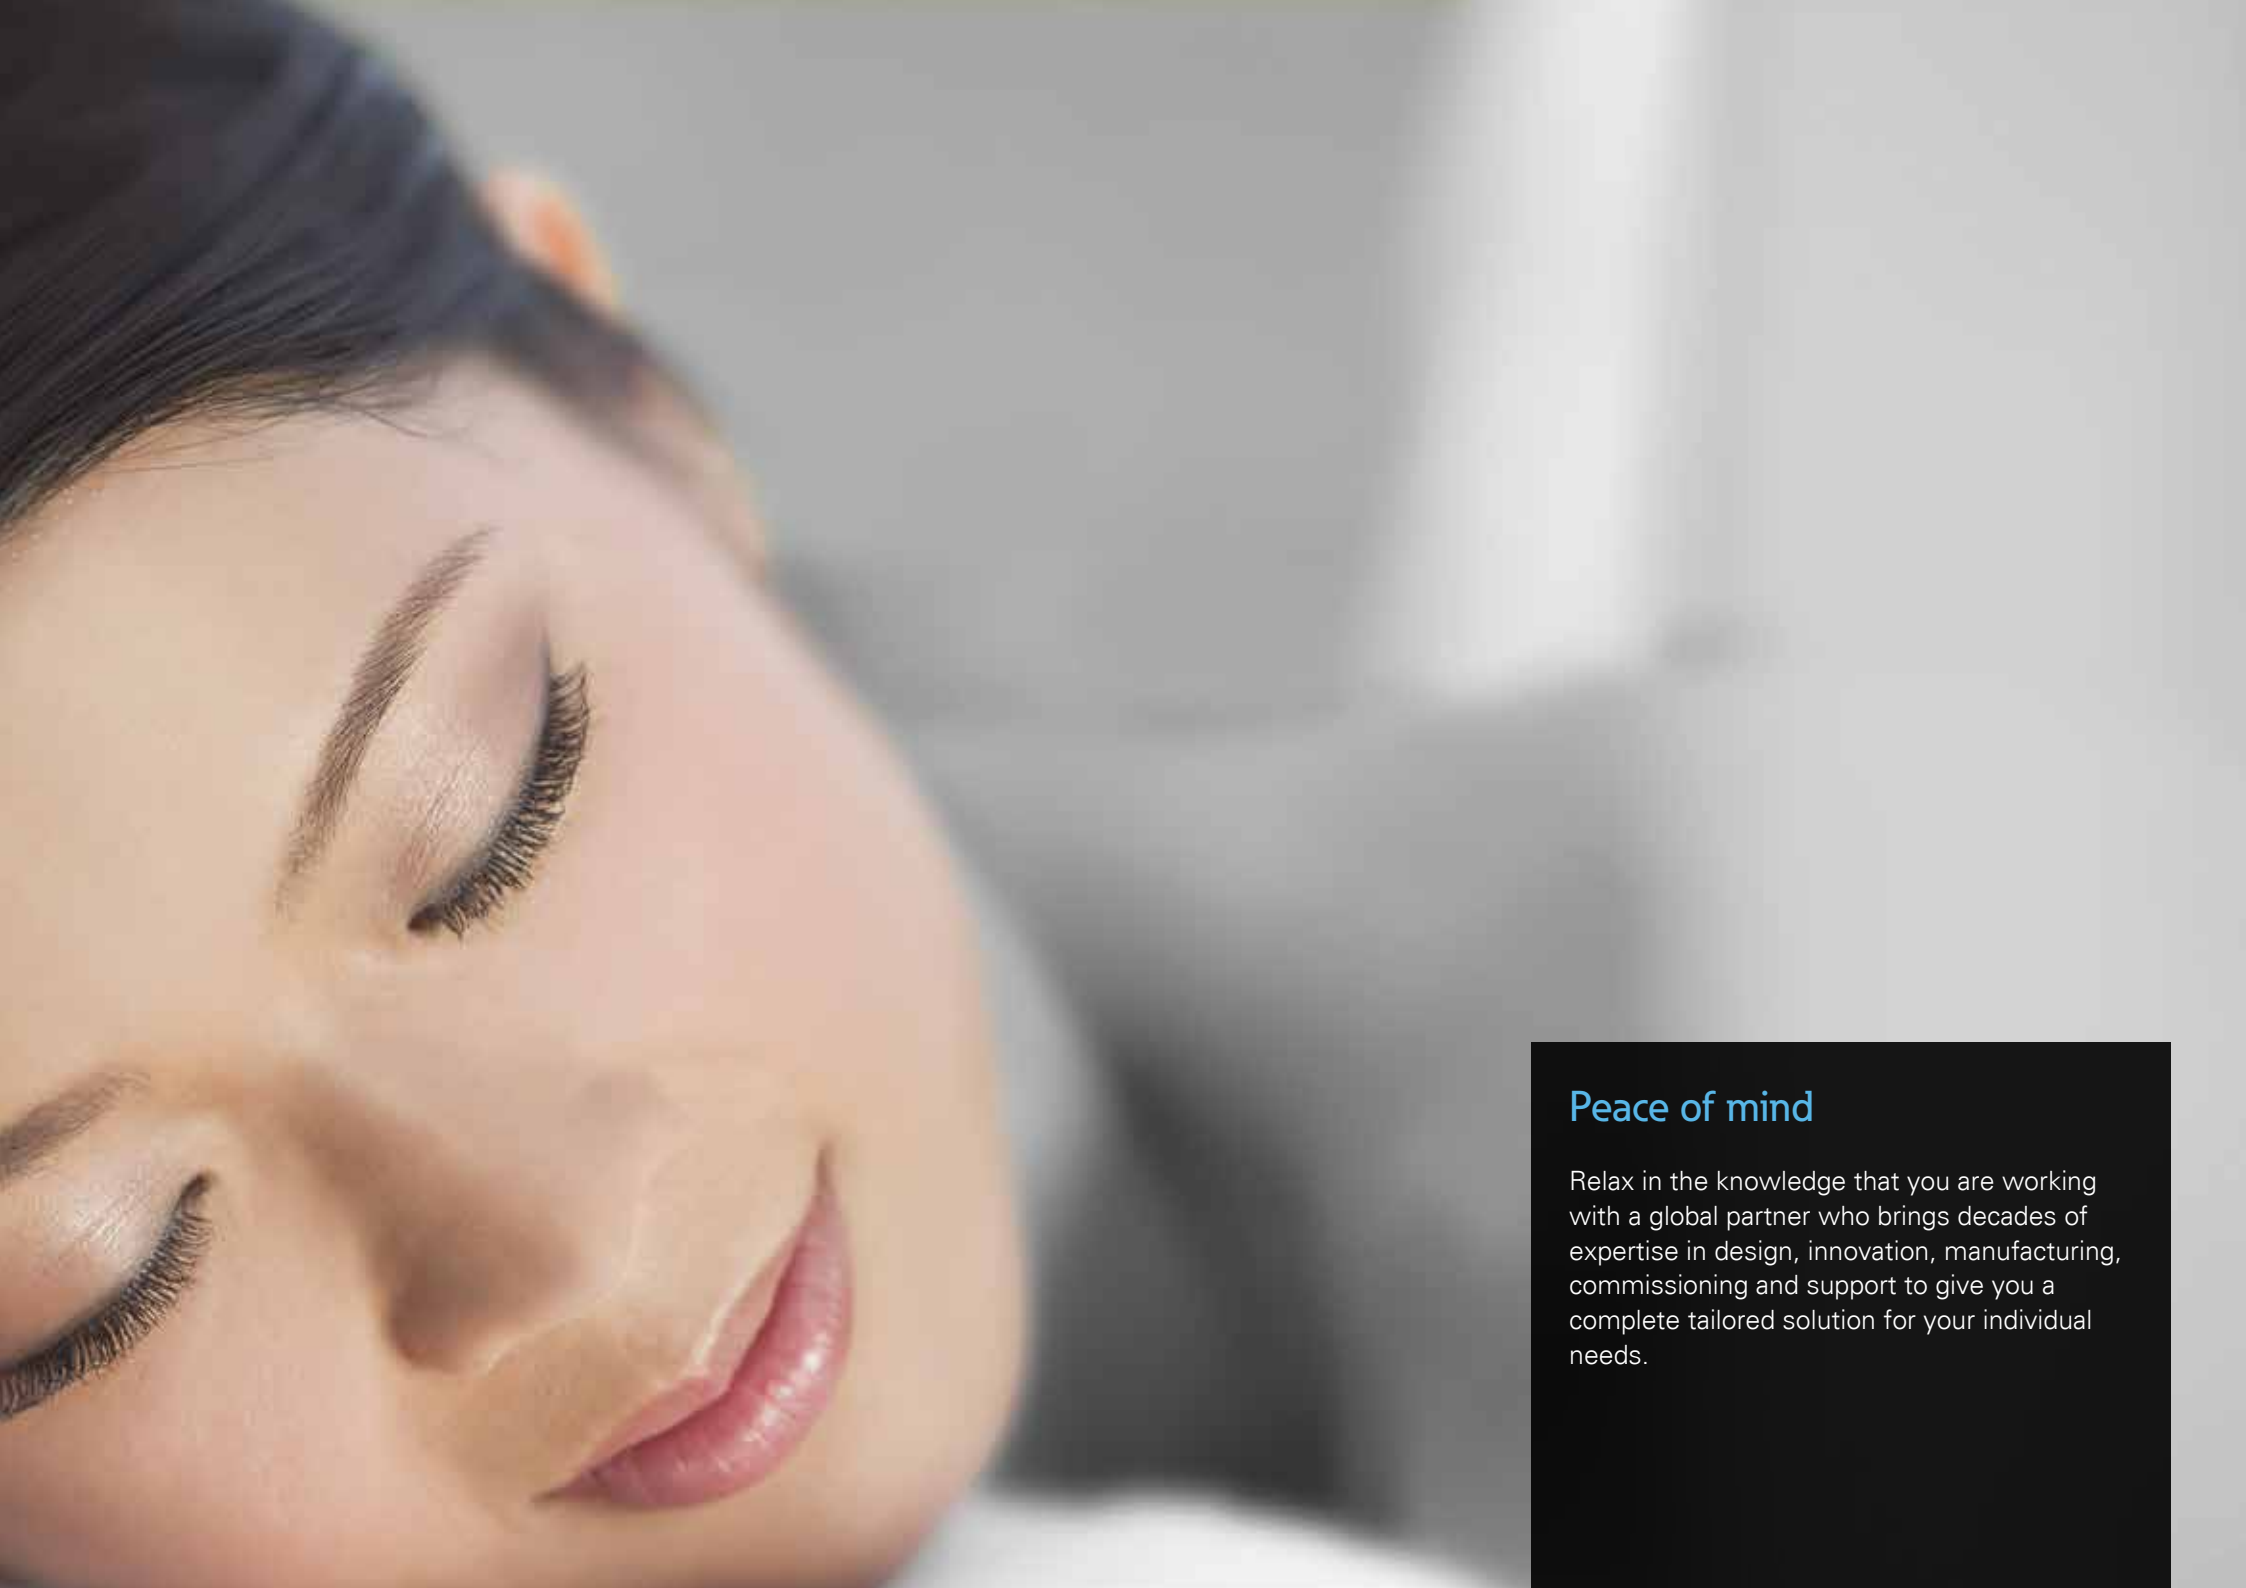 Peace of mind
Relax in the knowledge that you are working
with a global partner who brings decades of
expertise in design, innovation, manufacturing,
commissioning and support to give you a
complete tailored solution for your individual
needs.